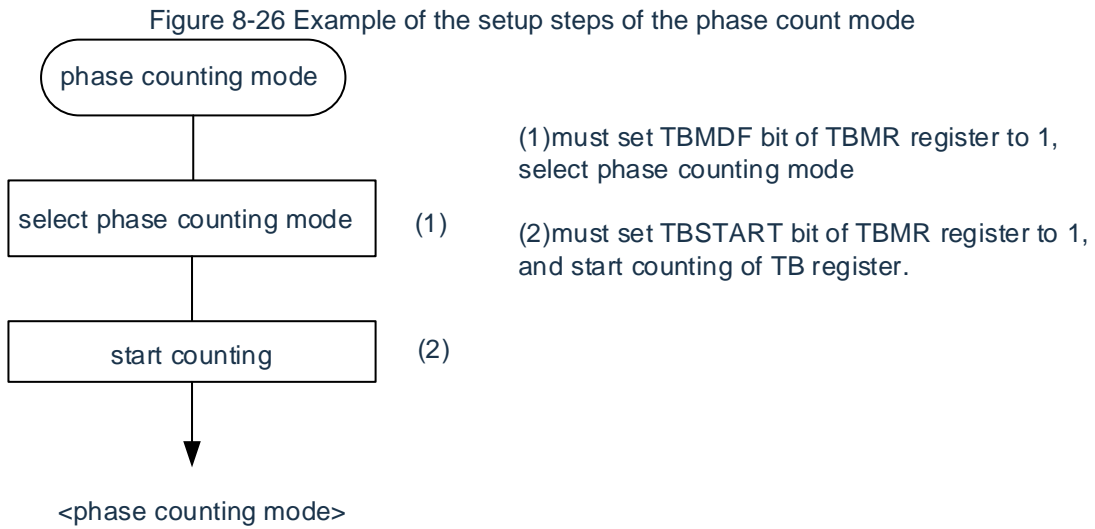 Figure 8-26 Example of the setup steps of the phase count mode
phase counting mode
(1)must set TBMDF bit of TBMR register to 1,
select phase counting mode
select phase counting mode
(1)
(2)must set TBSTART bit of TBMR register to 1,
and start counting of TB register.
start counting
(2)
<phase counting mode>